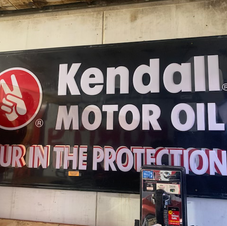 Kendall®
®
MOTOR OIL
UR IN THE PROTECTION